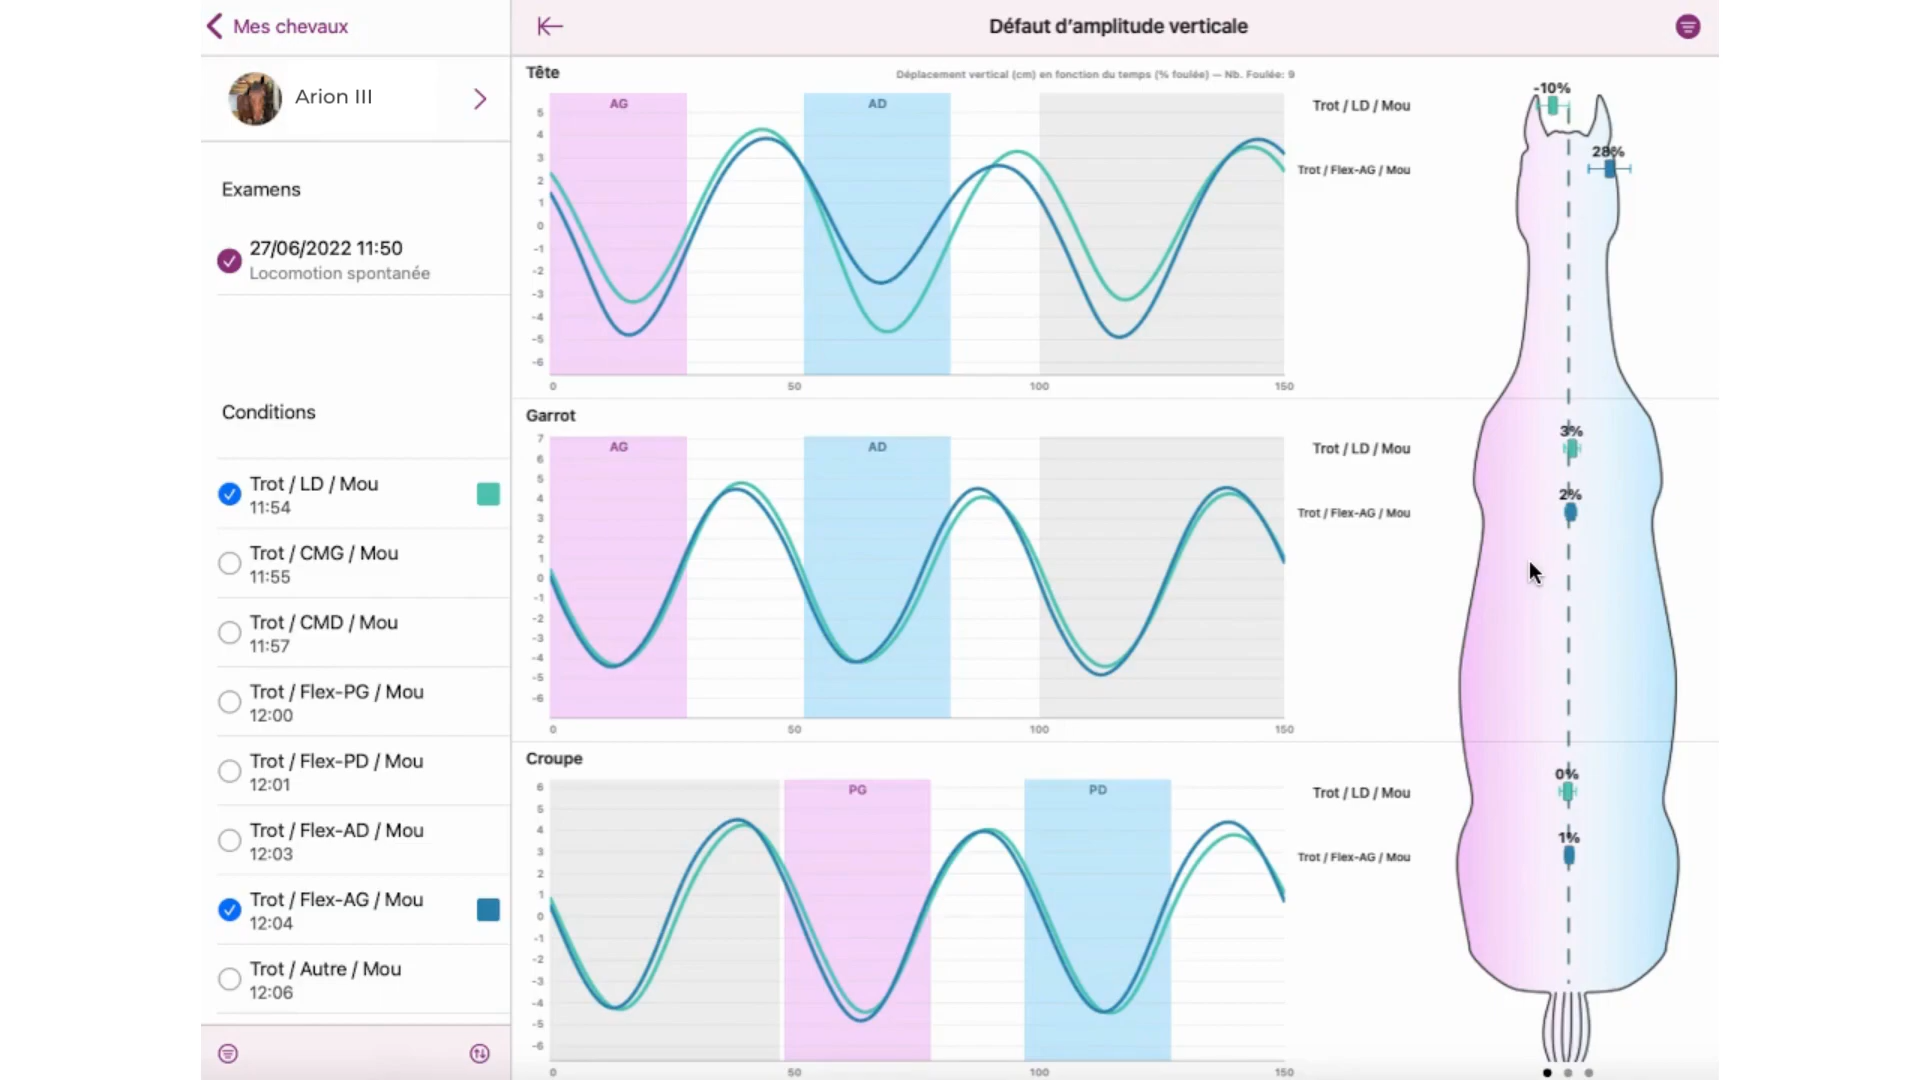 Mes chevaux
Défaut d’amplitude verticale
Arion III
Examens
27/06/2022 11:50
Locomotion spontanée
Conditions
Trot / LD / Mou
11:54
Trot / CMG / Mou
11:55
Trot / CMD / Mou
11:57
Trot / Flex-PG / Mou
12:00
Trot / Flex-PD / Mou
12:01
Trot / Flex-AD / Mou
12:03
Trot / Flex-AG / Mou
12:04
Trot / Autre / Mou
12:06
Tête
Déplacement vertical (cm) en fonction du temps (% foulée) — Nb. Foulée: 9
AG
AD
5
4
3
2
1
0
-1
-2
-3
-4
-5
-6
0
50
100
150
Trot / LD / Mou
Trot / Flex-AG / Mou
-10%
28%
Garrot
AG
AD
7
6
5
4
3
2
1
0
-1
-2
-3
-4
-5
-6
0
50
100
150
Trot / LD / Mou
Trot / Flex-AG / Mou
3%
2%
Croupe
PG
PD
6
5
4
3
2
1
0
-1
-2
-3
-4
-5
-6
0
50
100
150
Trot / LD / Mou
Trot / Flex-AG / Mou
0%
1%